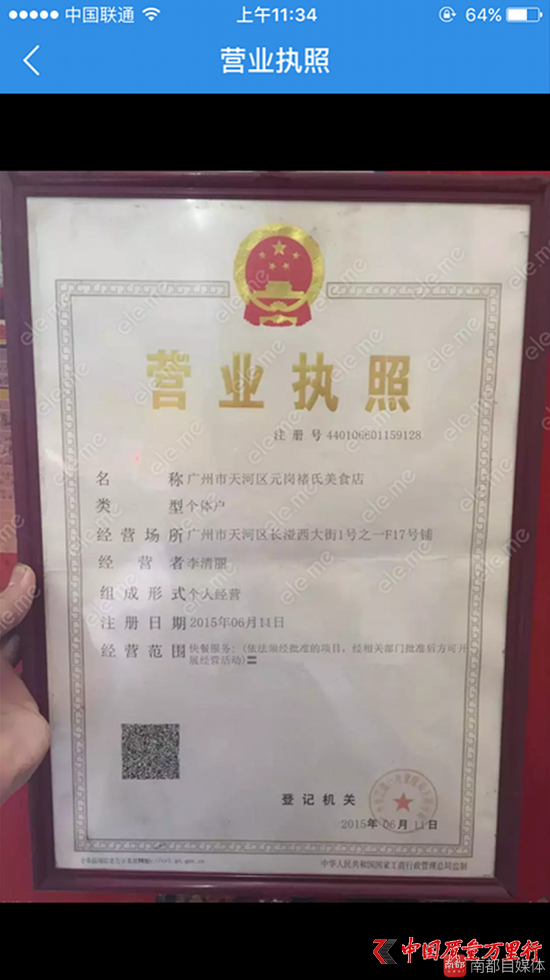 中国联通
上午11:34
64%
营业执照
营业执照
注册号 440106801159128
名称 广州市天河区元岗褚氏美食店
类型 个体户
经营场所 广州市天河区长湴西大街1号之一F17号铺
经营者 李清丽
组成形式 个人经营
注册日期 2015年06月11日
经营范围 快餐服务;(依法须经批准的项目,经相关部门批准后方可开
展经营活动)〓
登记机关
2015年06月11日
中华人民共和国国家工商行政管理总局监制
ele.me
中国质量万里行
南都
南都自媒体